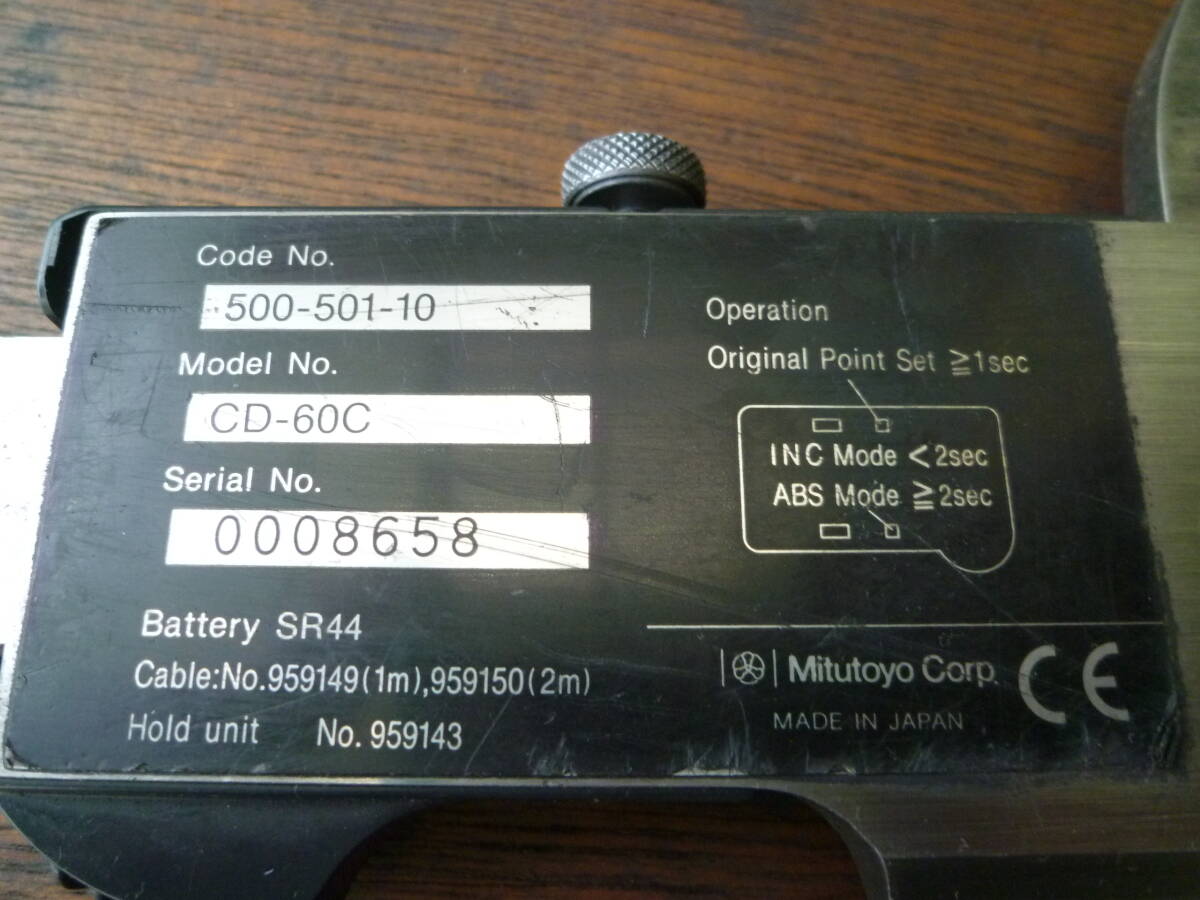 Code No.
500-501-10
Model No.
CD-60C
Serial No.
0008658
Battery SR44
Cable:No.959149(1m),959150(2m)
Hold unit No. 959143
Operation
Original Point Set ≧1sec
INC Mode <2sec
ABS Mode ≧2sec
Mitutoyo Corp.
CE
MADE IN JAPAN